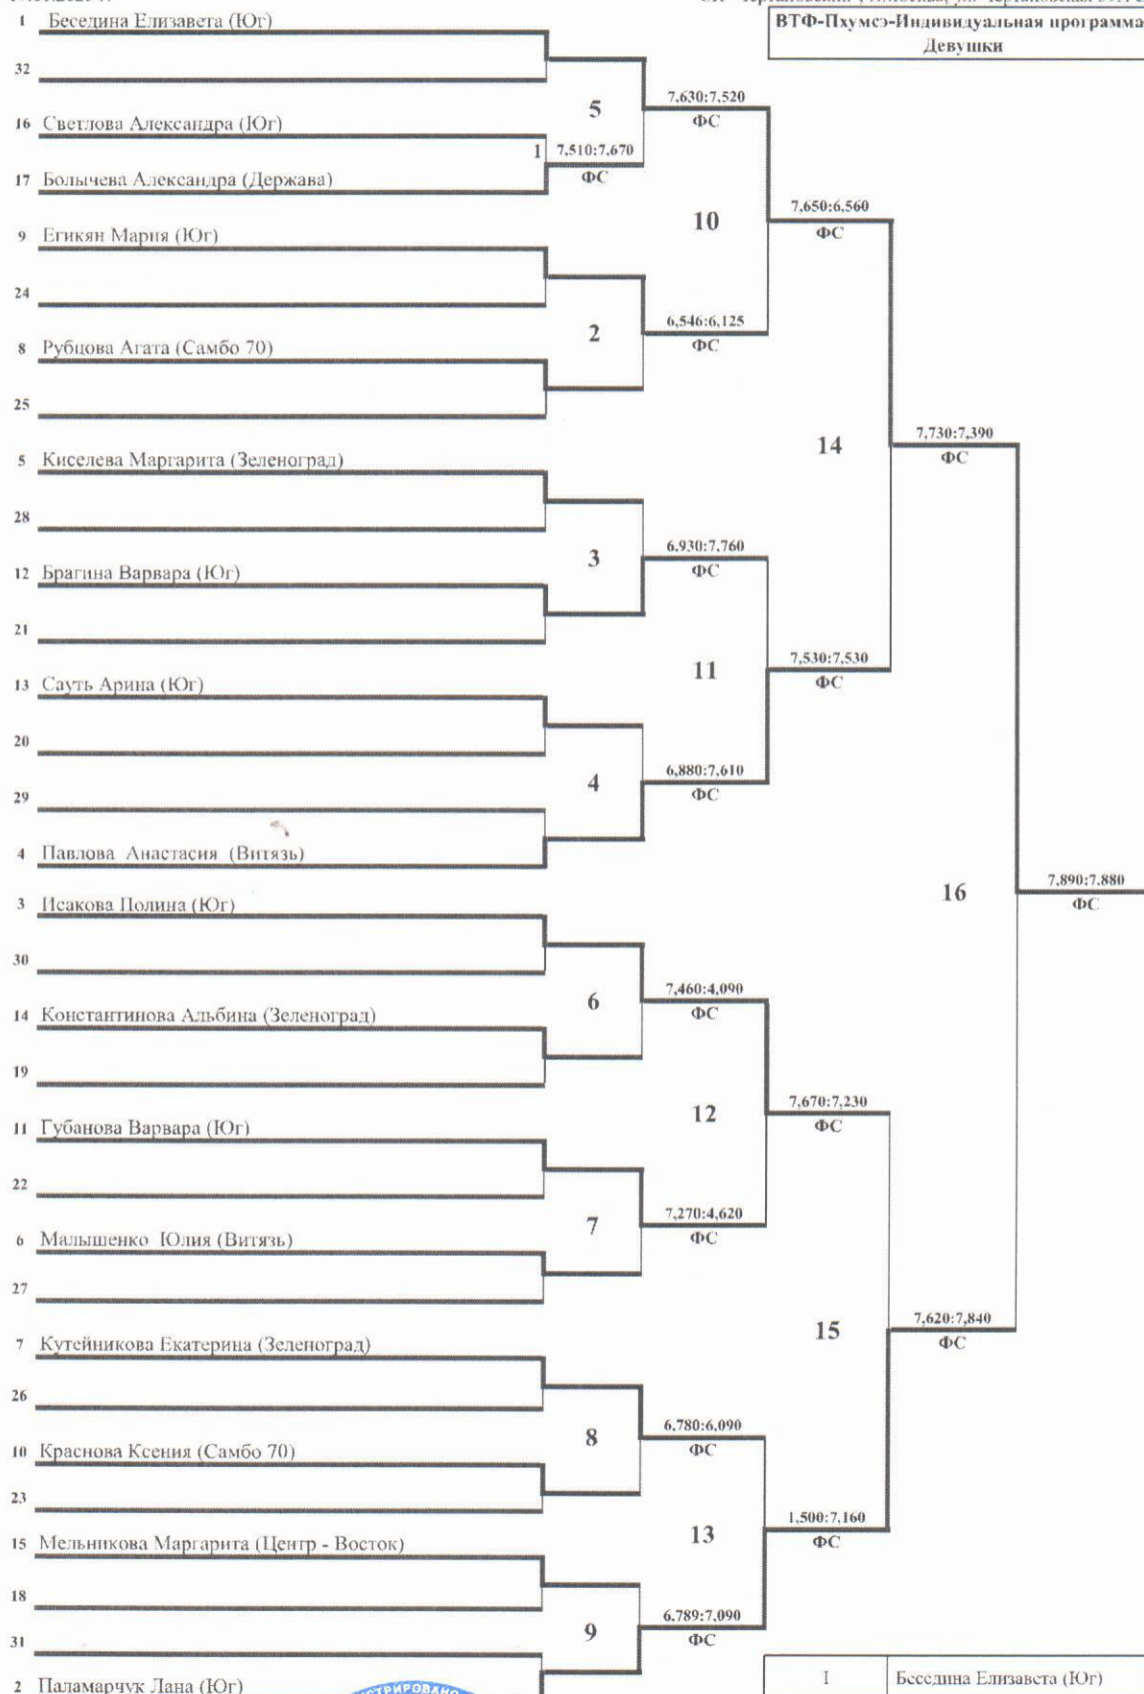 ВТФ-Пхумсэ-Индивидуальная программа
Девушки
1 Беседина Елизавета (Юг)
32
5
7,630:7,520
ФС
16 Светлова Александра (Юг)
1 7,510:7,670
ФС
17 Болычева Александра (Держава)
10
7,650:6,560
ФС
9 Егикян Мария (Юг)
24
2
6,546:6,125
ФС
8 Рубцова Агата (Самбо 70)
25
14
7,730:7,390
ФС
5 Киселева Маргарита (Зеленоград)
28
3
6,930:7,760
ФС
12 Брагина Варвара (Юг)
21
11
7,530:7,530
ФС
13 Сауть Арина (Юг)
20
4
6,880:7,610
ФС
29
4 Павлова Анастасия (Витязь)
16
7,890:7,880
ФС
3 Исакова Полина (Юг)
30
6
7,460:4,090
ФС
14 Константинова Альбина (Зеленоград)
19
12
7,670:7,230
ФС
11 Губанова Варвара (Юг)
22
7
7,270:4,620
ФС
6 Малышенко Юлия (Витязь)
27
15
7,620:7,840
ФС
7 Кутейникова Екатерина (Зеленоград)
26
8
6,780:6,090
ФС
10 Краснова Ксения (Самбо 70)
23
13
1,500:7,160
ФС
15 Мельникова Маргарита (Центр - Восток)
18
9
6,789:7,090
ФС
31
2 Паламарчук Лана (Юг)
I Беседина Елизавета (Юг)